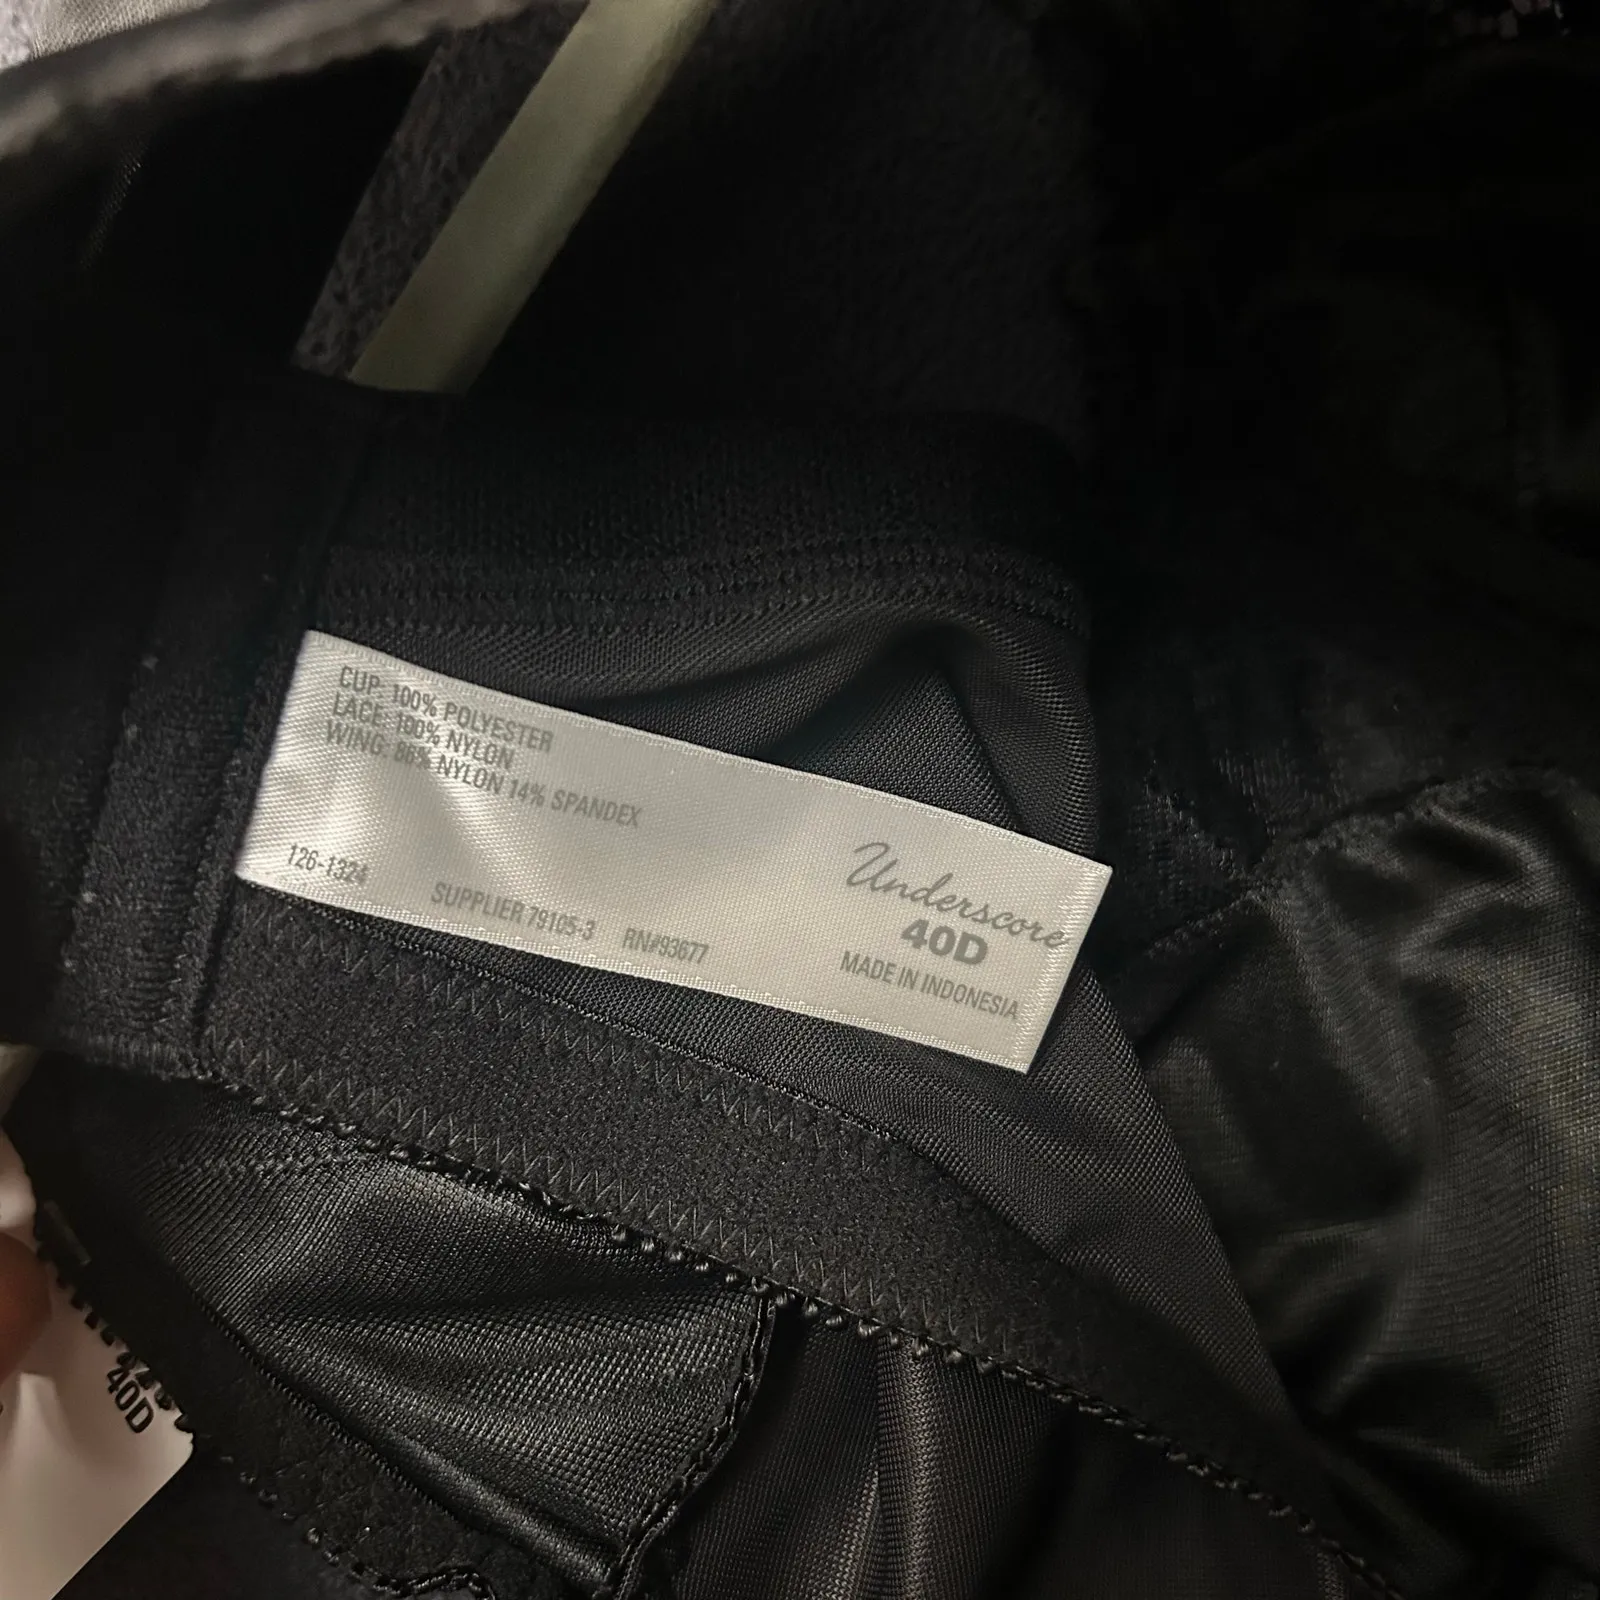 CUP: 100% POLYESTER
LACE: 100% NYLON
WING: 86% NYLON 14% SPANDEX
126-1324
SUPPLIER 79105-3 RN#93677
Underscore
40D
MADE IN INDONESIA
40D